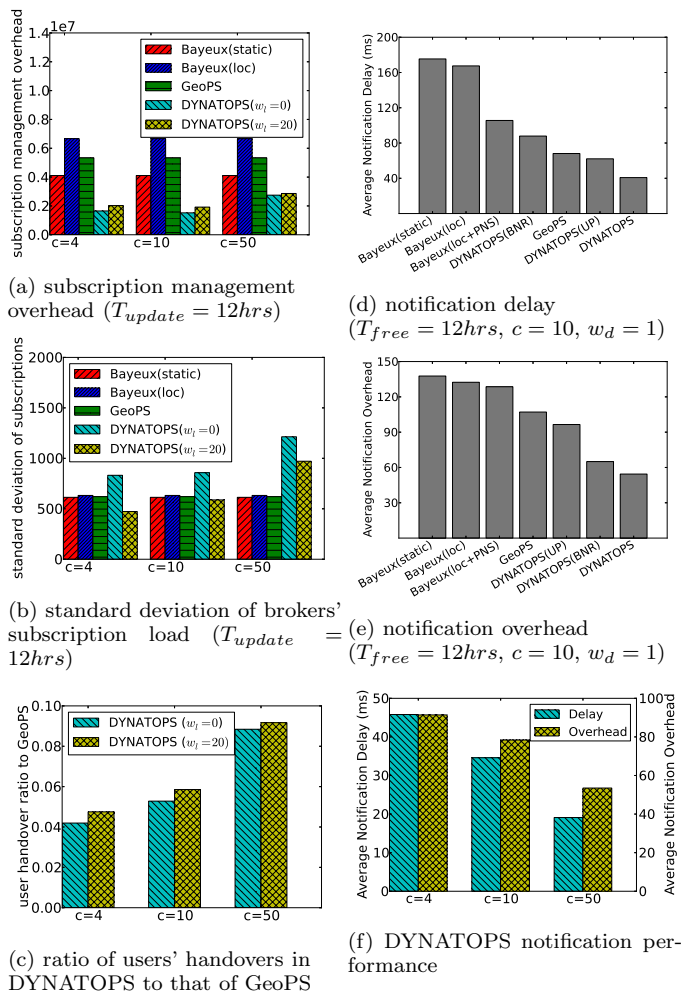 1e7
1.4
1.2
1.0
0.8
0.6
0.4
0.2
0.0
subscription management overhead
Bayeux(static)
Bayeux(loc)
GeoPS
DYNATOPS(w_l=0)
DYNATOPS(w_l=20)
c=4 c=10 c=50
(a) subscription management
overhead (T_update = 12hrs)
2000
1500
1000
500
0
standard deviation of subscriptions
Bayeux(static)
Bayeux(loc)
GeoPS
DYNATOPS(w_l=0)
DYNATOPS(w_l=20)
c=4 c=10 c=50
(b) standard deviation of brokers’
subscription load (T_update =
12hrs)
0.10
0.08
0.06
0.04
0.02
0.00
user handover ratio to GeoPS
DYNATOPS (w_l=0)
DYNATOPS (w_l=20)
c=4 c=10 c=50
(c) ratio of users’ handovers in
DYNATOPS to that of GeoPS
200
160
120
80
40
Average Notification Delay (ms)
Bayeux(static)
Bayeux(loc)
Bayeux(loc+PNS)
DYNATOPS(BNR)
GeoPS
DYNATOPS(UP)
DYNATOPS
(d) notification delay
(T_free = 12hrs, c = 10, w_d = 1)
150
120
90
60
30
Average Notification Overhead
Bayeux(static)
Bayeux(loc)
Bayeux(loc+PNS)
GeoPS
DYNATOPS(UP)
DYNATOPS(BNR)
DYNATOPS
(e) notification overhead
(T_free = 12hrs, c = 10, w_d = 1)
50
40
30
20
10
0
Average Notification Delay (ms)
Delay
Overhead
100
80
60
40
20
0
Average Notification Overhead
c=4 c=10 c=50
(f) DYNATOPS notification per-
formance